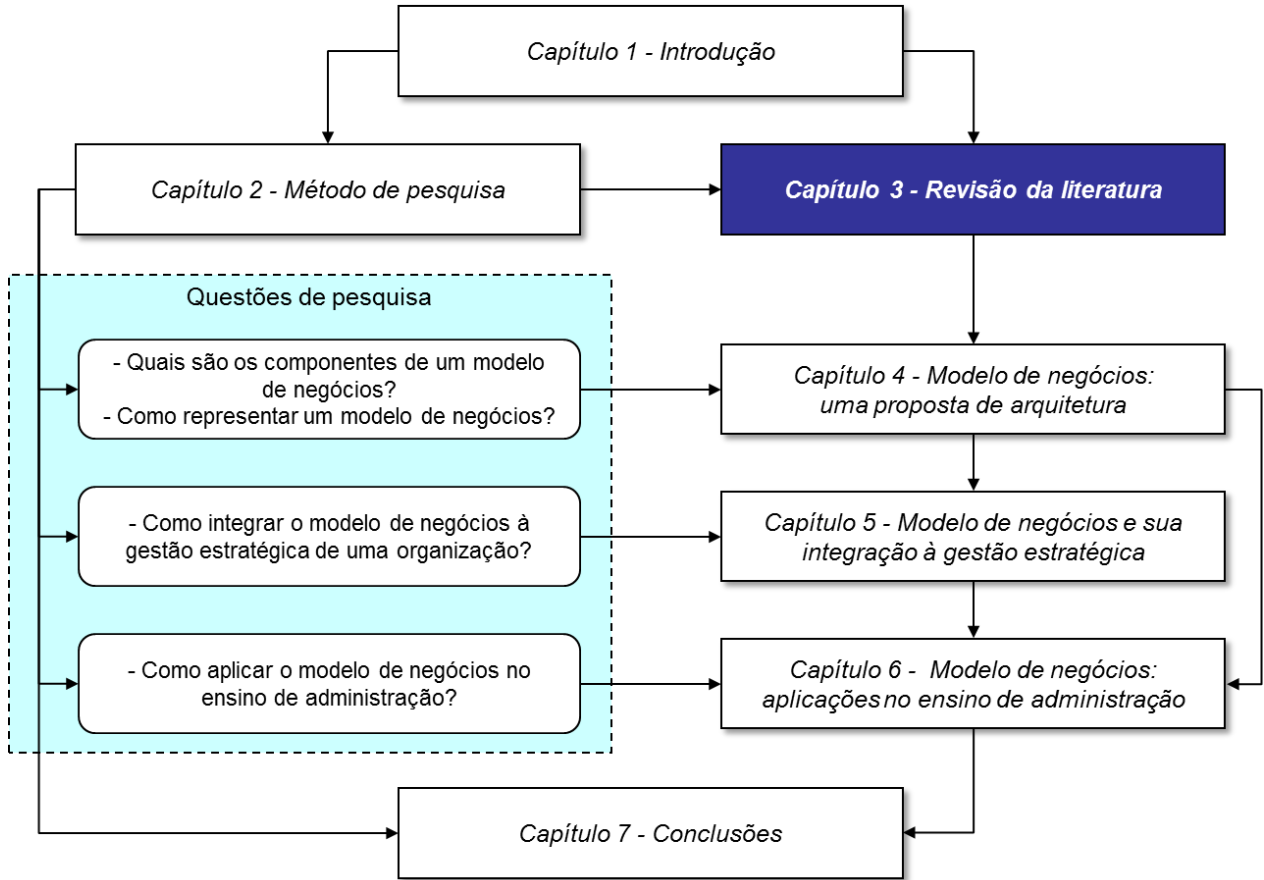 Capítulo 1 - Introdução
Capítulo 2 - Método de pesquisa
Capítulo 3 - Revisão da literatura
Questões de pesquisa
- Quais são os componentes de um modelo
de negócios?
- Como representar um modelo de negócios?
Capítulo 4 - Modelo de negócios:
uma proposta de arquitetura
- Como integrar o modelo de negócios à
gestão estratégica de uma organização?
Capítulo 5 - Modelo de negócios e sua
integração à gestão estratégica
- Como aplicar o modelo de negócios no
ensino de administração?
Capítulo 6 - Modelo de negócios:
aplicações no ensino de administração
Capítulo 7 - Conclusões